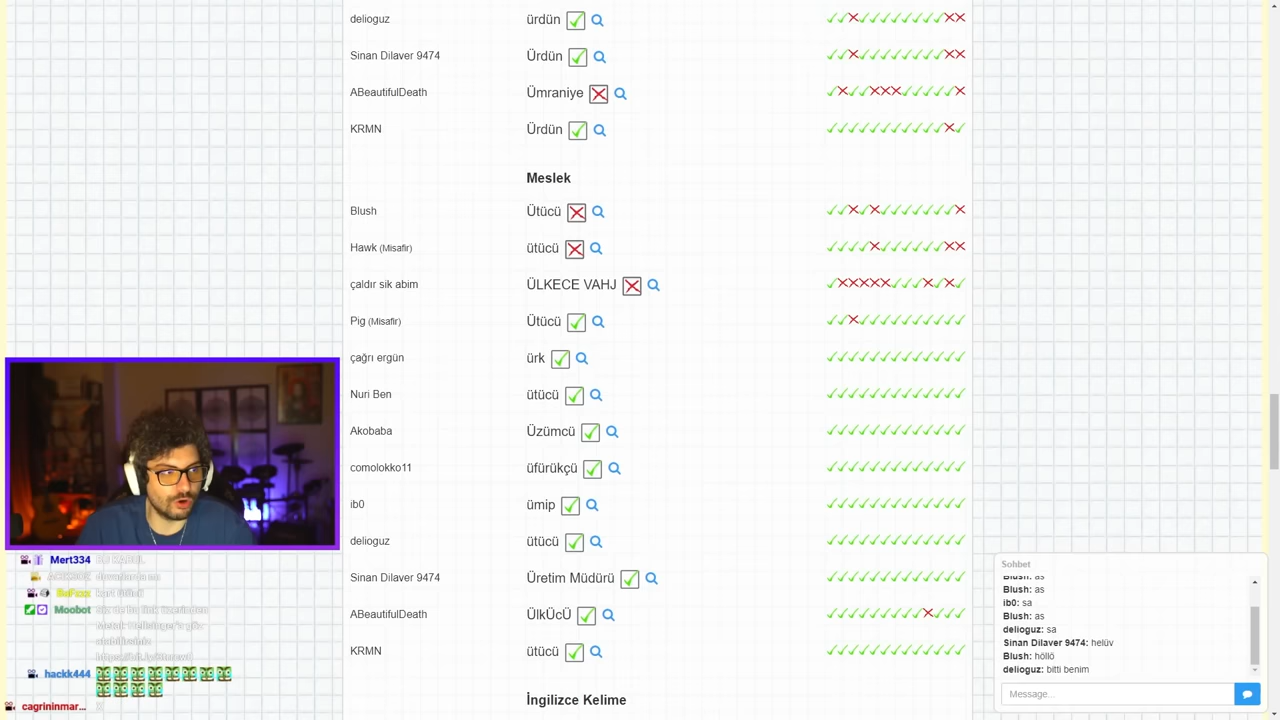 delioguz ürdün
Sinan Dilaver 9474 Ürdün
ABeautifulDeath Ümraniye
KRMN Ürdün
Meslek
Blush Ütücü
Hawk (Misafir) ütücü
çaldır sik abim ÜLKECE VAHJ
Pig (Misafir) Ütücü
çağrı ergün ürk
Nuri Ben ütücü
Akobaba Üzümcü
comolokko11 üfürükçü
ib0 ümip
delioguz ütücü
Sinan Dilaver 9474 Üretim Müdürü
ABeautifulDeath ÜlkÜcÜ
KRMN ütücü
İngilizce Kelime
Mert334
Moobot
hackk444
cagrininmar...
Sohbet
Blush: as
Blush: as
ib0: sa
Blush: as
delioguz: sa
Sinan Dilaver 9474: helüv
Blush: höllö
delioguz: bitti benim
Message...